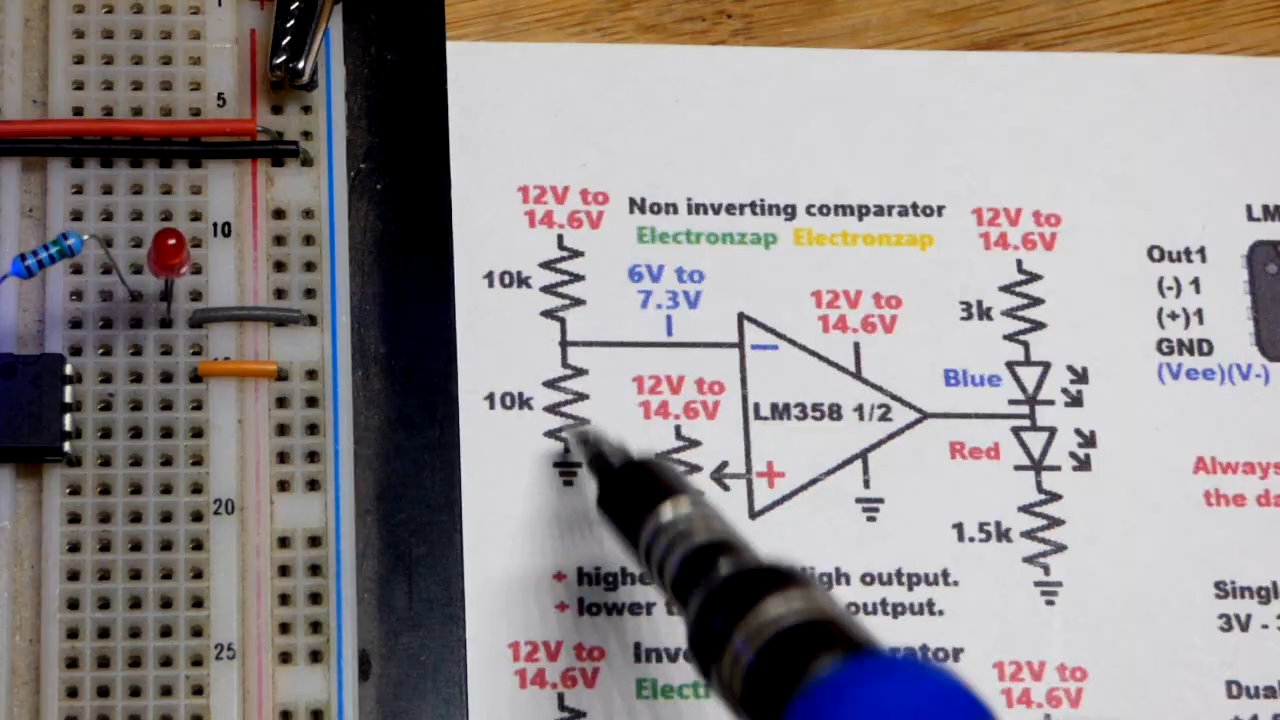 5
10
20
25
12V to
14.6V
Non inverting comparator
Electronzap Electronzap
10k
6V to
7.3V
12V to
14.6V
12V to
14.6V
3k
Blue
10k
12V to
14.6V
−
LM358 1/2
+
Red
1.5k
+ highe igh output.
+ lower t output.
12V to
14.6V
Inve rator
Elect
12V to
14.6V
LM
Out1
(-) 1
(+)1
GND
(Vee)(V-)
Always
the da
Singl
3V -
Dual